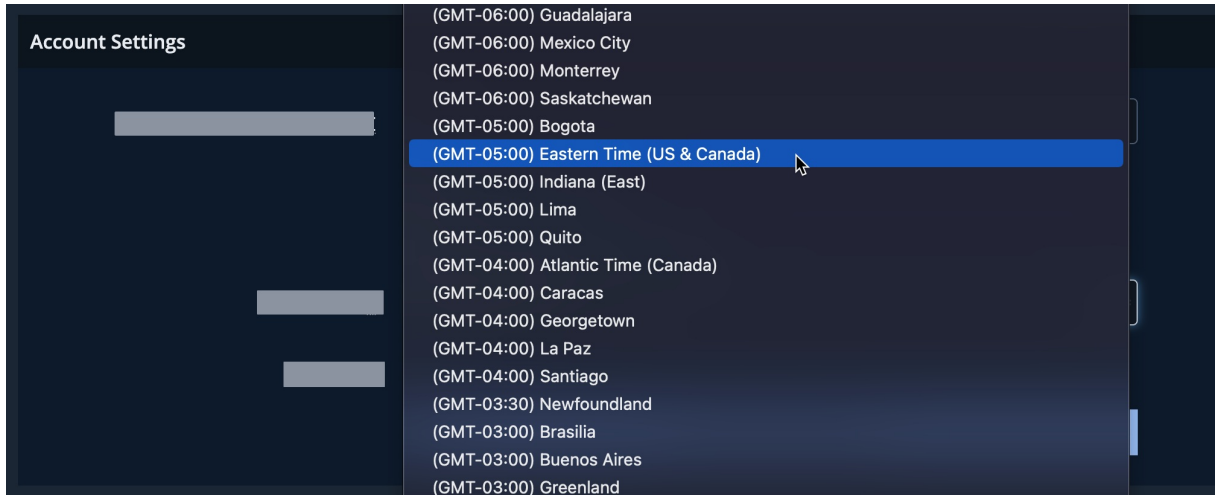 Account Settings
(GMT-06:00) Guadalajara
(GMT-06:00) Mexico City
(GMT-06:00) Monterrey
(GMT-06:00) Saskatchewan
(GMT-05:00) Bogota
(GMT-05:00) Eastern Time (US & Canada)
(GMT-05:00) Indiana (East)
(GMT-05:00) Lima
(GMT-05:00) Quito
(GMT-04:00) Atlantic Time (Canada)
(GMT-04:00) Caracas
(GMT-04:00) Georgetown
(GMT-04:00) La Paz
(GMT-04:00) Santiago
(GMT-03:30) Newfoundland
(GMT-03:00) Brasilia
(GMT-03:00) Buenos Aires
(GMT-03:00) Greenland